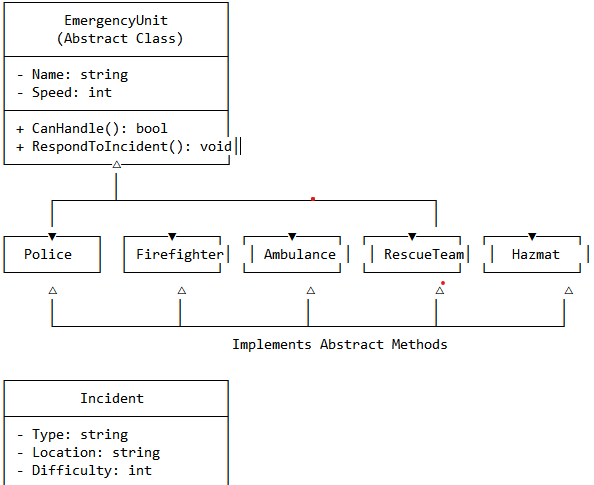 EmergencyUnit
(Abstract Class)
- Name: string
- Speed: int
+ CanHandle(): bool
+ RespondToIncident(): void
Police Firefighter Ambulance RescueTeam Hazmat
Implements Abstract Methods
Incident
- Type: string
- Location: string
- Difficulty: int